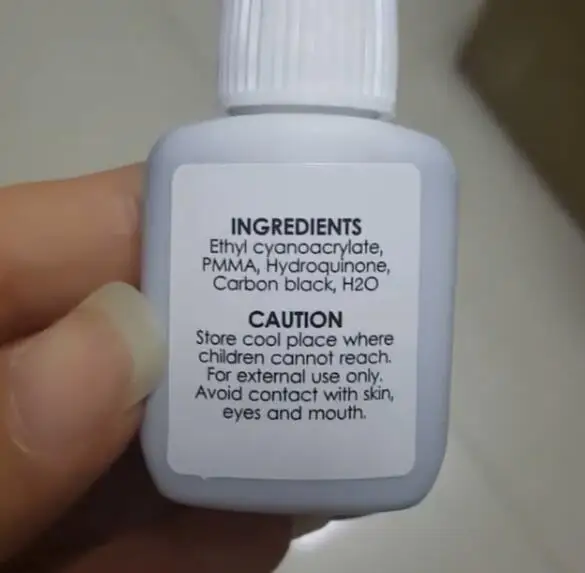 INGREDIENTS
Ethyl cyanoacrylate,
PMMA, Hydroquinone,
Carbon black, H2O
CAUTION
Store cool place where
children cannot reach.
For external use only.
Avoid contact with skin,
eyes and mouth.